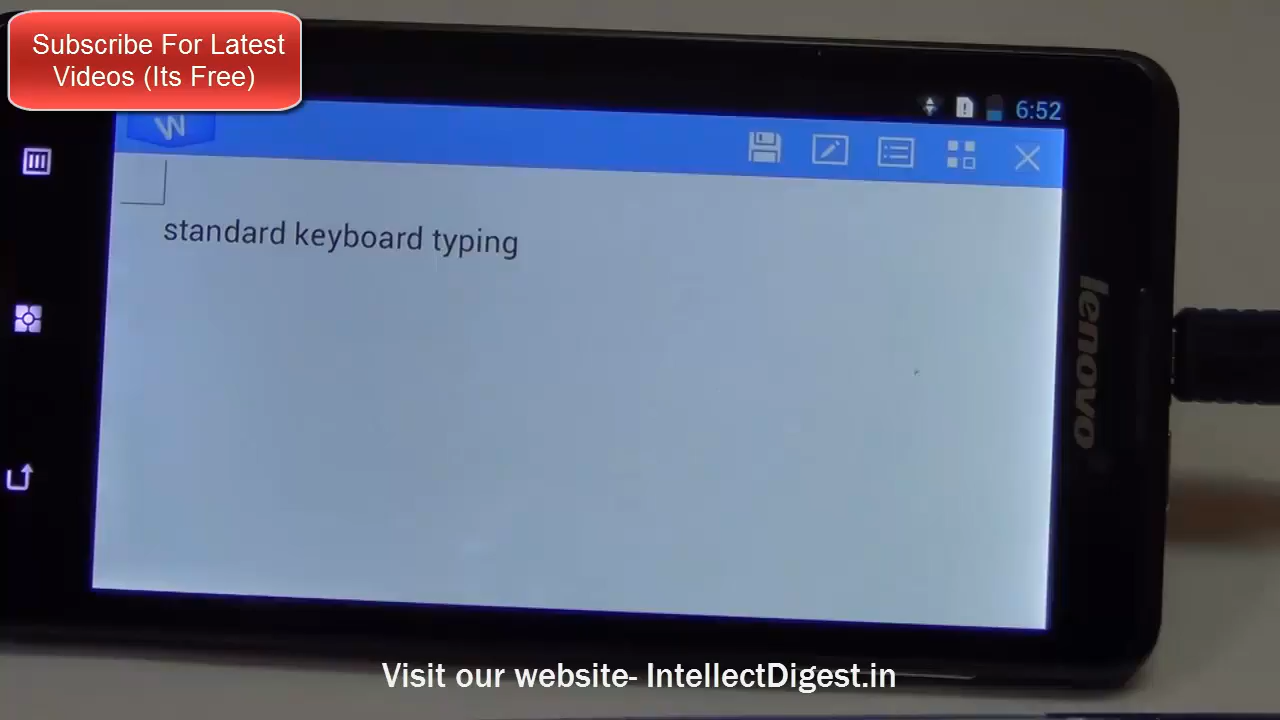 Subscribe For Latest
Videos (Its Free)
6:52
W
standard keyboard typing
lenovo
Visit our website- IntellectDigest.in